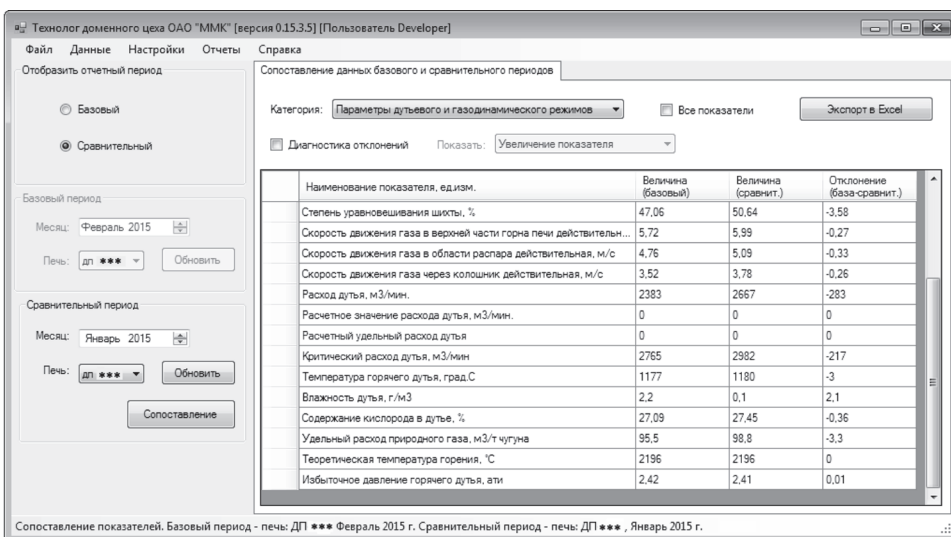 Технолог доменного цеха ОАО "ММК" [версия 0.15.3.5] [Пользователь Developer]
Файл Данные Настройки Отчеты Справка
Отобразить отчетный период
Базовый
Сравнительный
Базовый период
Месяц: Февраль 2015
Печь: дп *** Обновить
Сравнительный период
Месяц: Январь 2015
Печь: дп *** Обновить
Сопоставление
Сопоставление данных базового и сравнительного периодов
Категория: Параметры дутьевого и газодинамического режимов Все показатели Экспорт в Excel
Диагностика отклонений Показать: Увеличение показателя
Наименование показателя, ед.изм. Величина (базовый) Величина (сравнит.) Отклонение (база-сравнит.)
Степень уравновешивания шихты, % 47,06 50,64 -3,58
Скорость движения газа в верхней части горна печи действительн... 5,72 5,99 -0,27
Скорость движения газа в области распара действительная, м/с 4,76 5,09 -0,33
Скорость движения газа через колошник действительная, м/с 3,52 3,78 -0,26
Расход дутья, м3/мин. 2383 2667 -283
Расчетное значение расхода дутья, м3/мин. 0 0 0
Расчетный удельный расход дутья 0 0 0
Критический расход дутья, м3/мин 2765 2982 -217
Температура горячего дутья, град.С 1177 1180 -3
Влажность дутья, г/м3 2,2 0,1 2,1
Содержание кислорода в дутье, % 27,09 27,45 -0,36
Удельный расход природного газа, м3/т чугуна 95,5 98,8 -3,3
Теоретическая температура горения, °С 2196 2196 0
Избыточное давление горячего дутья, ати 2,42 2,41 0,01
Сопоставление показателей. Базовый период - печь: ДП *** Февраль 2015 г. Сравнительный период - печь: ДП *** , Январь 2015 г.